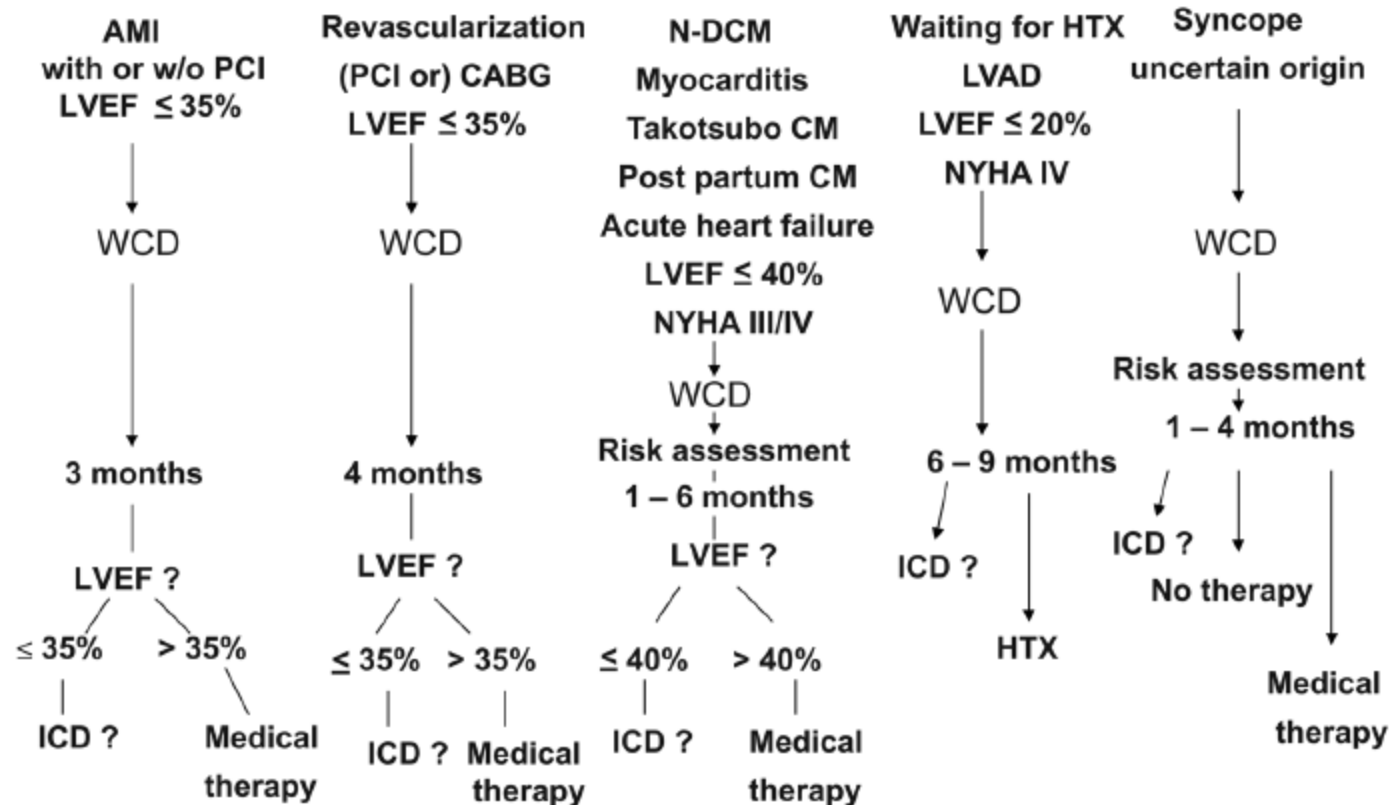 AMI
with or w/o PCI
LVEF ≤ 35%
WCD
3 months
LVEF ?
≤ 35%
> 35%
ICD ?
Medical
therapy
Revascularization
(PCI or) CABG
LVEF ≤ 35%
WCD
4 months
LVEF ?
≤ 35%
> 35%
ICD ?
Medical
therapy
N-DCM
Myocarditis
Takotsubo CM
Post partum CM
Acute heart failure
LVEF ≤ 40%
NYHA III/IV
WCD
Risk assessment
1 – 6 months
LVEF ?
≤ 40%
> 40%
ICD ?
Medical
therapy
Waiting for HTX
LVAD
LVEF ≤ 20%
NYHA IV
WCD
6 – 9 months
ICD ?
HTX
Syncope
uncertain origin
WCD
Risk assessment
1 – 4 months
ICD ?
No therapy
Medical
therapy